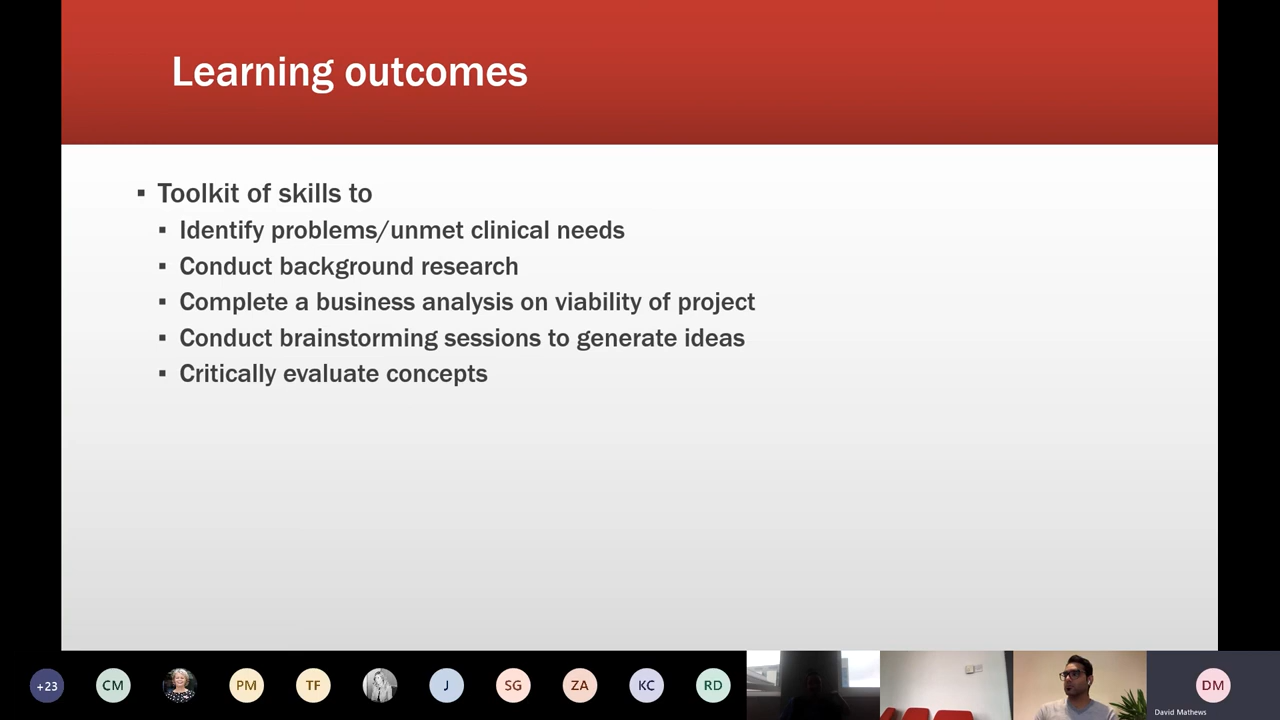 Learning outcomes
▪ Toolkit of skills to
▪ Identify problems/unmet clinical needs
▪ Conduct background research
▪ Complete a business analysis on viability of project
▪ Conduct brainstorming sessions to generate ideas
▪ Critically evaluate concepts
+23 CM PM TF J SG ZA KC RD DM
David Mathews